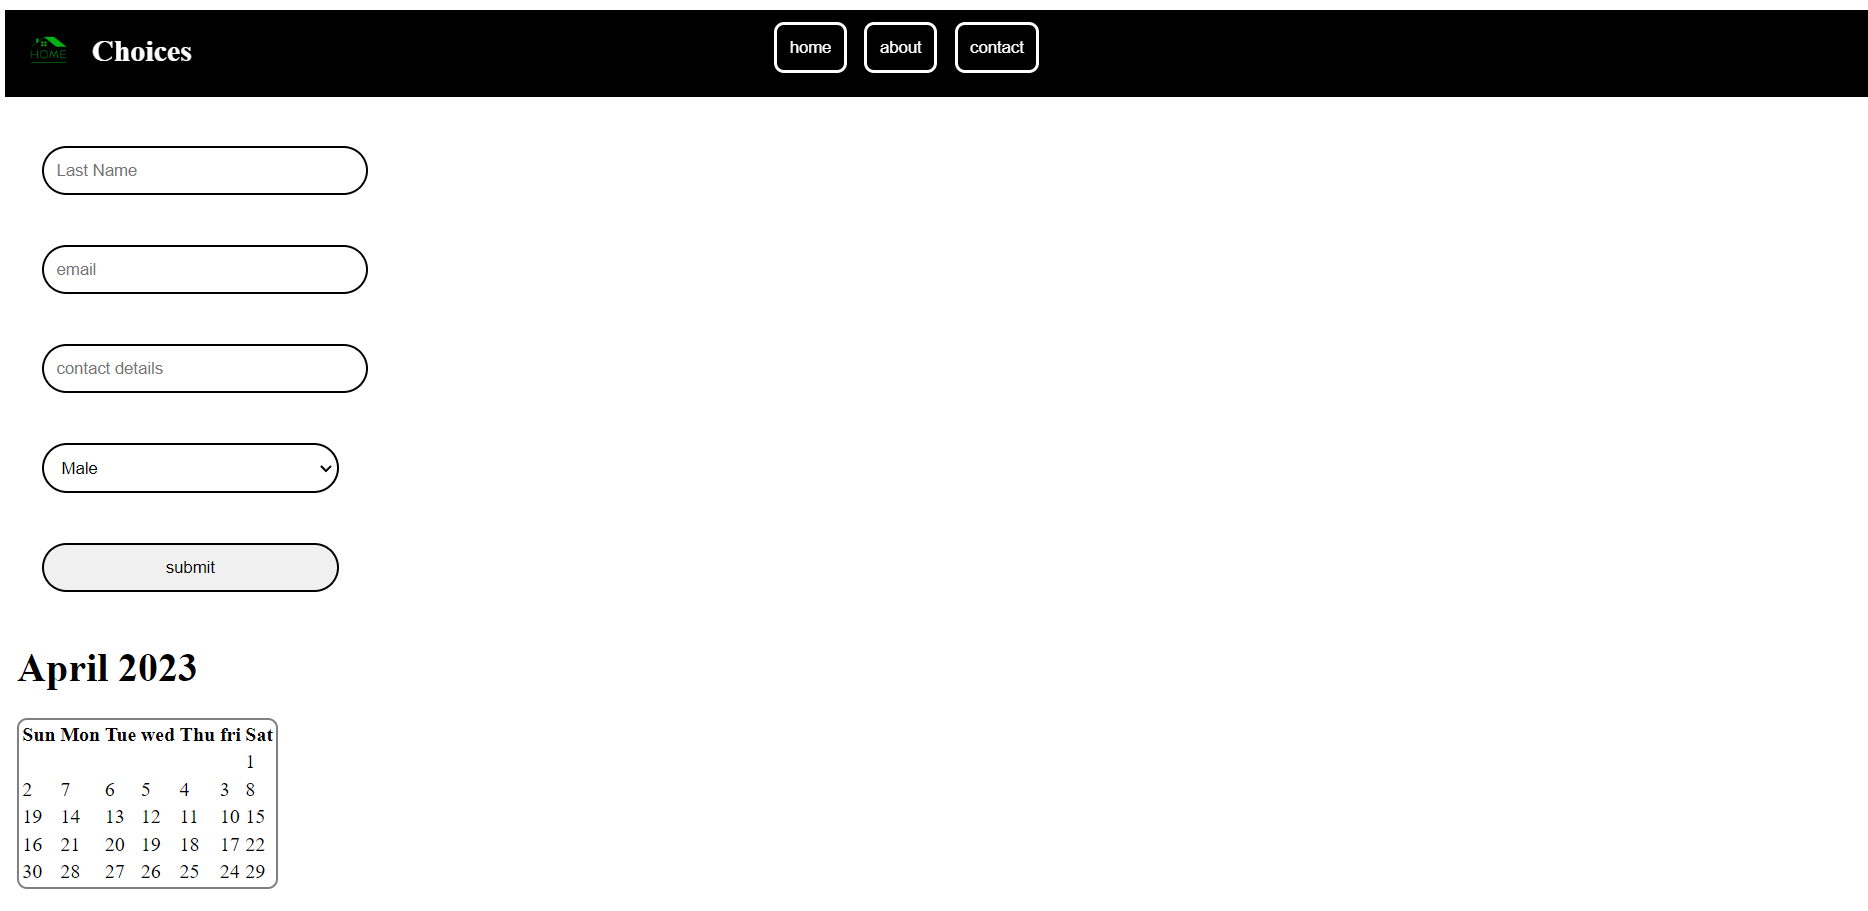 HOME
Choices
home about contact
Last Name
email
contact details
Male
submit
April 2023
Sun Mon Tue wed Thu fri Sat
1
2 7 6 5 4 3 8
19 14 13 12 11 10 15
16 21 20 19 18 17 22
30 28 27 26 25 24 29